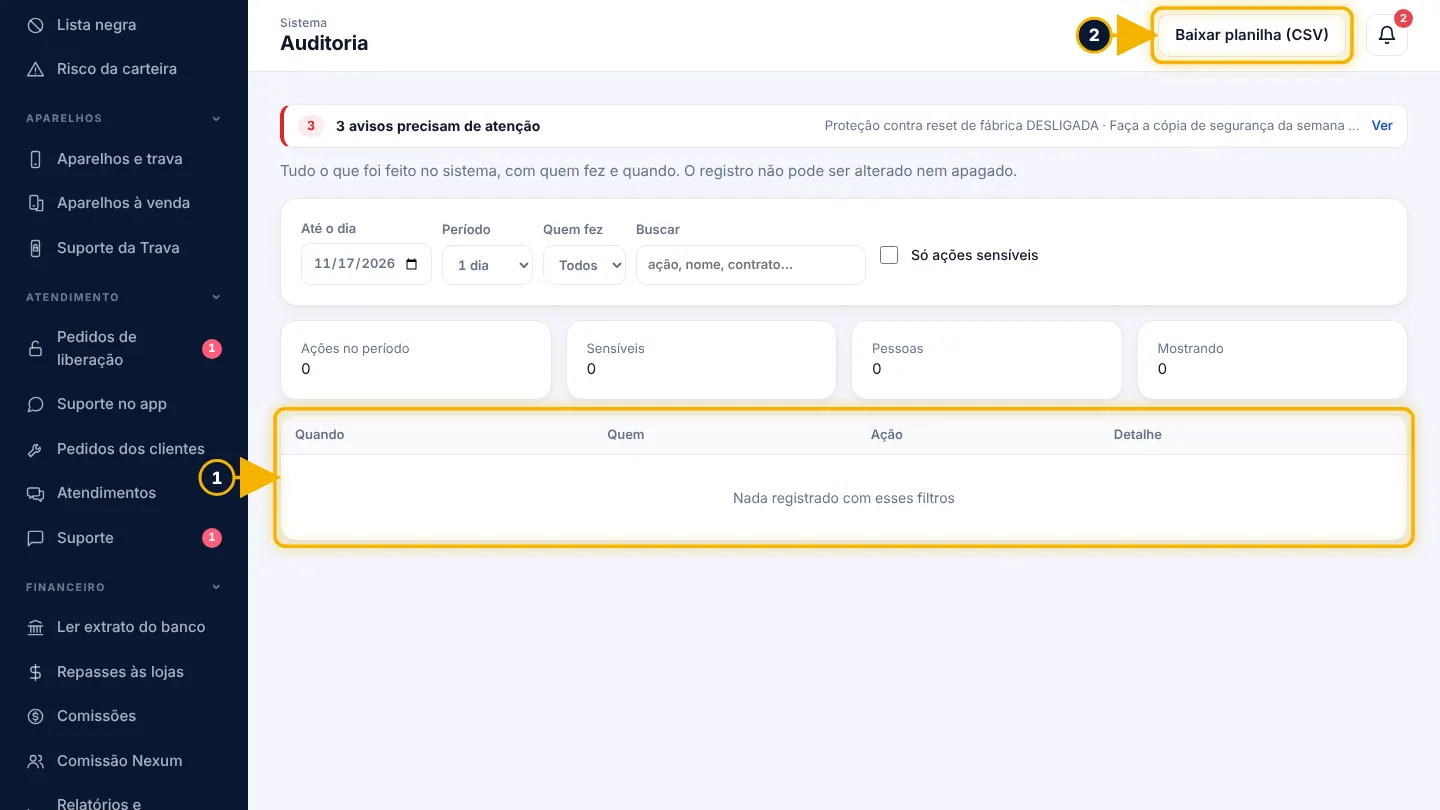 Lista negra
Risco da carteira
APARELHOS
Aparelhos e trava
Aparelhos à venda
Suporte da Trava
ATENDIMENTO
Pedidos de
liberação
1
Suporte no app
Pedidos dos clientes
Atendimentos
Suporte
1
FINANCEIRO
Ler extrato do banco
Repasses às lojas
Comissões
Comissão Nexum
Relatórios e
Sistema
Auditoria
2
Baixar planilha (CSV)
2
3
3 avisos precisam de atenção
Proteção contra reset de fábrica DESLIGADA · Faça a cópia de segurança da semana ...
Ver
Tudo o que foi feito no sistema, com quem fez e quando. O registro não pode ser alterado nem apagado.
Até o dia
11/17/2026
Período
1 dia
Quem fez
Todos
Buscar
ação, nome, contrato...
Só ações sensíveis
Ações no período
0
Sensíveis
0
Pessoas
0
Mostrando
0
1
Quando
Quem
Ação
Detalhe
Nada registrado com esses filtros